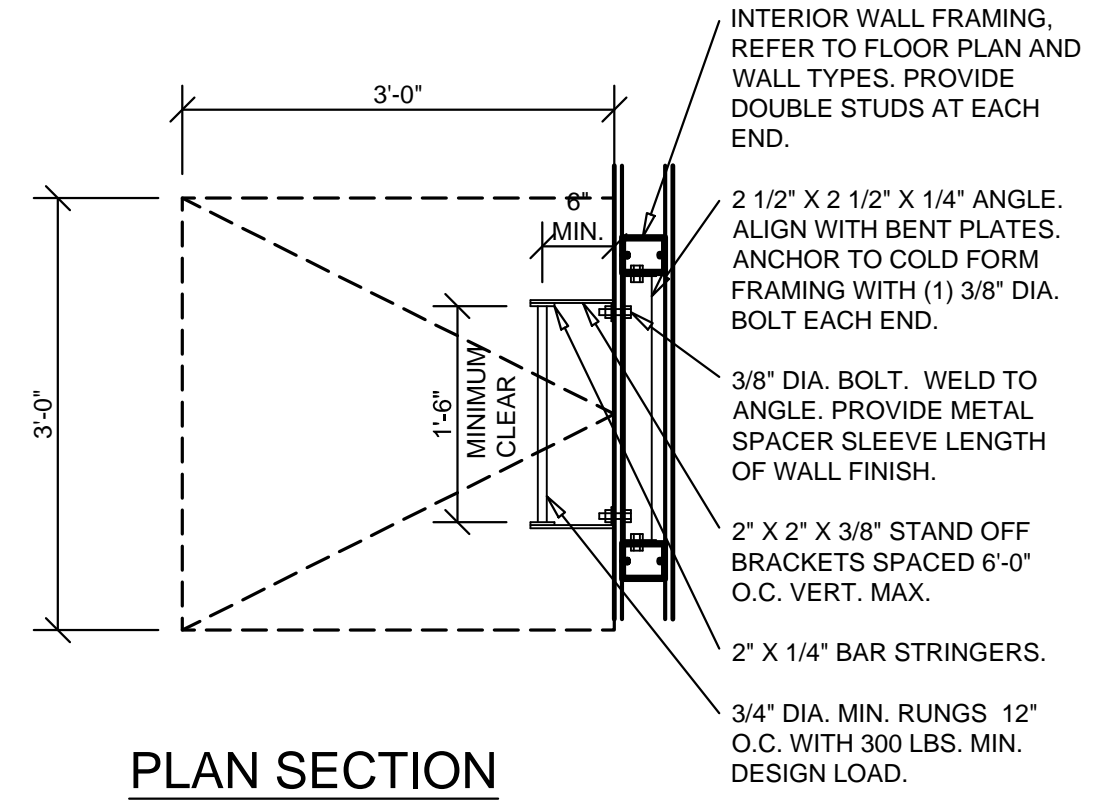 3'-0"
3'-0"
6"
MIN.
1'-6"
MINIMUM
CLEAR
INTERIOR WALL FRAMING,
REFER TO FLOOR PLAN AND
WALL TYPES. PROVIDE
DOUBLE STUDS AT EACH
END.
2 1/2" X 2 1/2" X 1/4" ANGLE.
ALIGN WITH BENT PLATES.
ANCHOR TO COLD FORM
FRAMING WITH (1) 3/8" DIA.
BOLT EACH END.
3/8" DIA. BOLT. WELD TO
ANGLE. PROVIDE METAL
SPACER SLEEVE LENGTH
OF WALL FINISH.
2" X 2" X 3/8" STAND OFF
BRACKETS SPACED 6'-0"
O.C. VERT. MAX.
2" X 1/4" BAR STRINGERS.
3/4" DIA. MIN. RUNGS 12"
O.C. WITH 300 LBS. MIN.
DESIGN LOAD.
PLAN SECTION